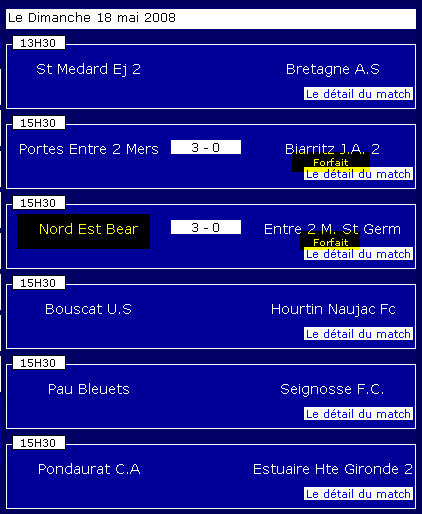 Le Dimanche 18 mai 2008
13H30
St Medard Ej 2 Bretagne A.S
Le détail du match
15H30
Portes Entre 2 Mers 3 - 0 Biarritz J.A. 2
Forfait
Le détail du match
15H30
Nord Est Bear 3 - 0 Entre 2 M. St Germ
Forfait
Le détail du match
15H30
Bouscat U.S Hourtin Naujac Fc
Le détail du match
15H30
Pau Bleuets Seignosse F.C.
Le détail du match
15H30
Pondaurat C.A Estuaire Hte Gironde 2
Le détail du match